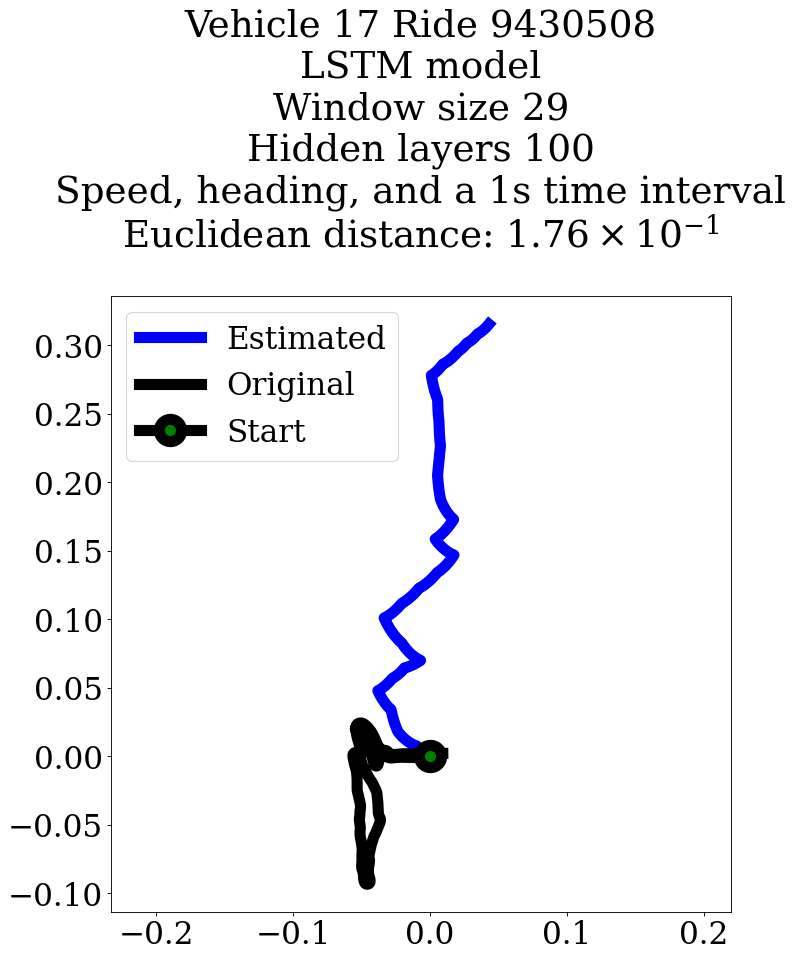 Vehicle 17 Ride 9430508
LSTM model
Window size 29
Hidden layers 100
Speed, heading, and a 1s time interval
Euclidean distance: 1.76 × 10⁻¹
Estimated
Original
Start
0.30
0.25
0.20
0.15
0.10
0.05
0.00
−0.05
−0.10
−0.2 −0.1 0.0 0.1 0.2